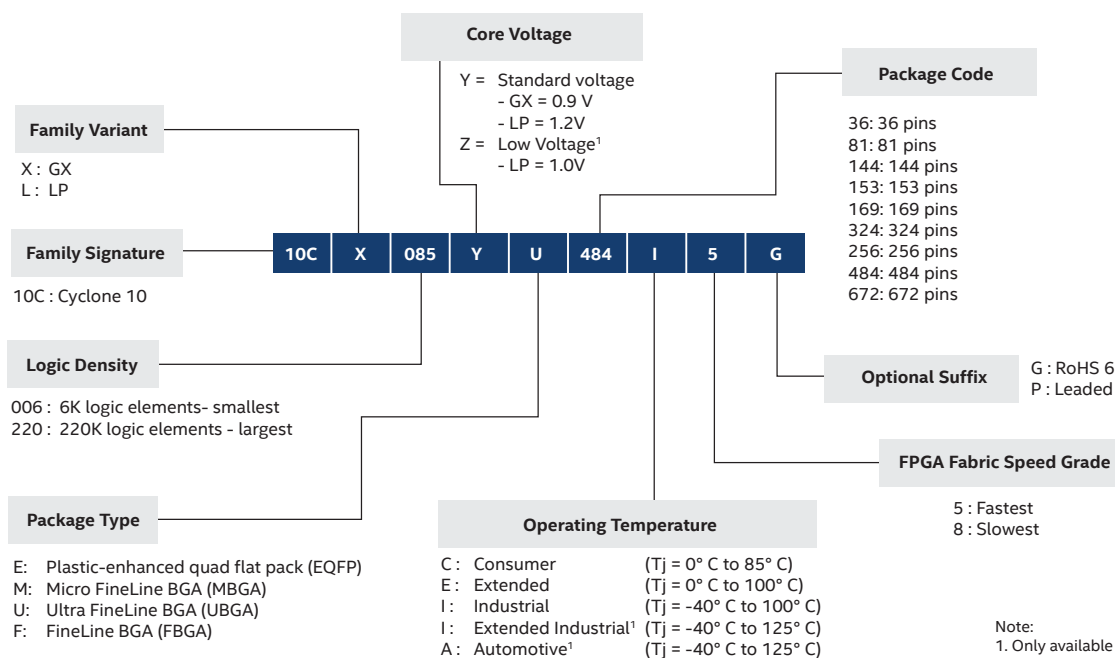 Core Voltage
Y = Standard voltage
- GX = 0.9 V
- LP = 1.2V
Z = Low Voltage¹
- LP = 1.0V
Package Code
36: 36 pins
81: 81 pins
144: 144 pins
153: 153 pins
169: 169 pins
324: 324 pins
256: 256 pins
484: 484 pins
672: 672 pins
Family Variant
X : GX
L : LP
Family Signature
10C : Cyclone 10
10C X 085 Y U 484 I 5 G
Logic Density
006 : 6K logic elements- smallest
220 : 220K logic elements - largest
Optional Suffix
G : RoHS 6
P : Leaded
FPGA Fabric Speed Grade
5 : Fastest
8 : Slowest
Package Type
E: Plastic-enhanced quad flat pack (EQFP)
M: Micro FineLine BGA (MBGA)
U: Ultra FineLine BGA (UBGA)
F: FineLine BGA (FBGA)
Operating Temperature
C : Consumer (Tj = 0° C to 85° C)
E : Extended (Tj = 0° C to 100° C)
I : Industrial (Tj = -40° C to 100° C)
I : Extended Industrial¹ (Tj = -40° C to 125° C)
A : Automotive¹ (Tj = -40° C to 125° C)
Note:
1. Only available